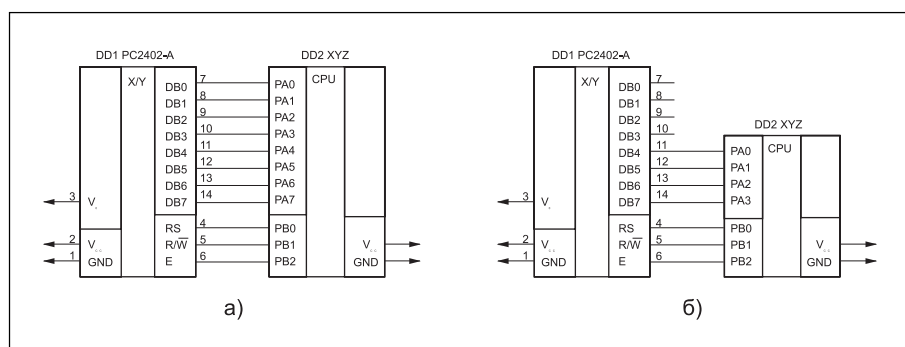 DD1 PC2402-A
DD2 XYZ
X/Y
CPU
DB0 7 PA0
DB1 8 PA1
DB2 9 PA2
DB3 10 PA3
DB4 11 PA4
DB5 12 PA5
DB6 13 PA6
DB7 14 PA7
3 V
RS 4 PB0
2 Vcc R/W 5 PB1 Vcc
1 GND E 6 PB2 GND
а)
DD1 PC2402-A
X/Y
DB0 7
DB1 8
DB2 9
DB3 10
DD2 XYZ
CPU
DB4 11 PA0
DB5 12 PA1
DB6 13 PA2
DB7 14 PA3
3 V
RS 4 PB0
2 Vcc R/W 5 PB1 Vcc
1 GND E 6 PB2 GND
б)